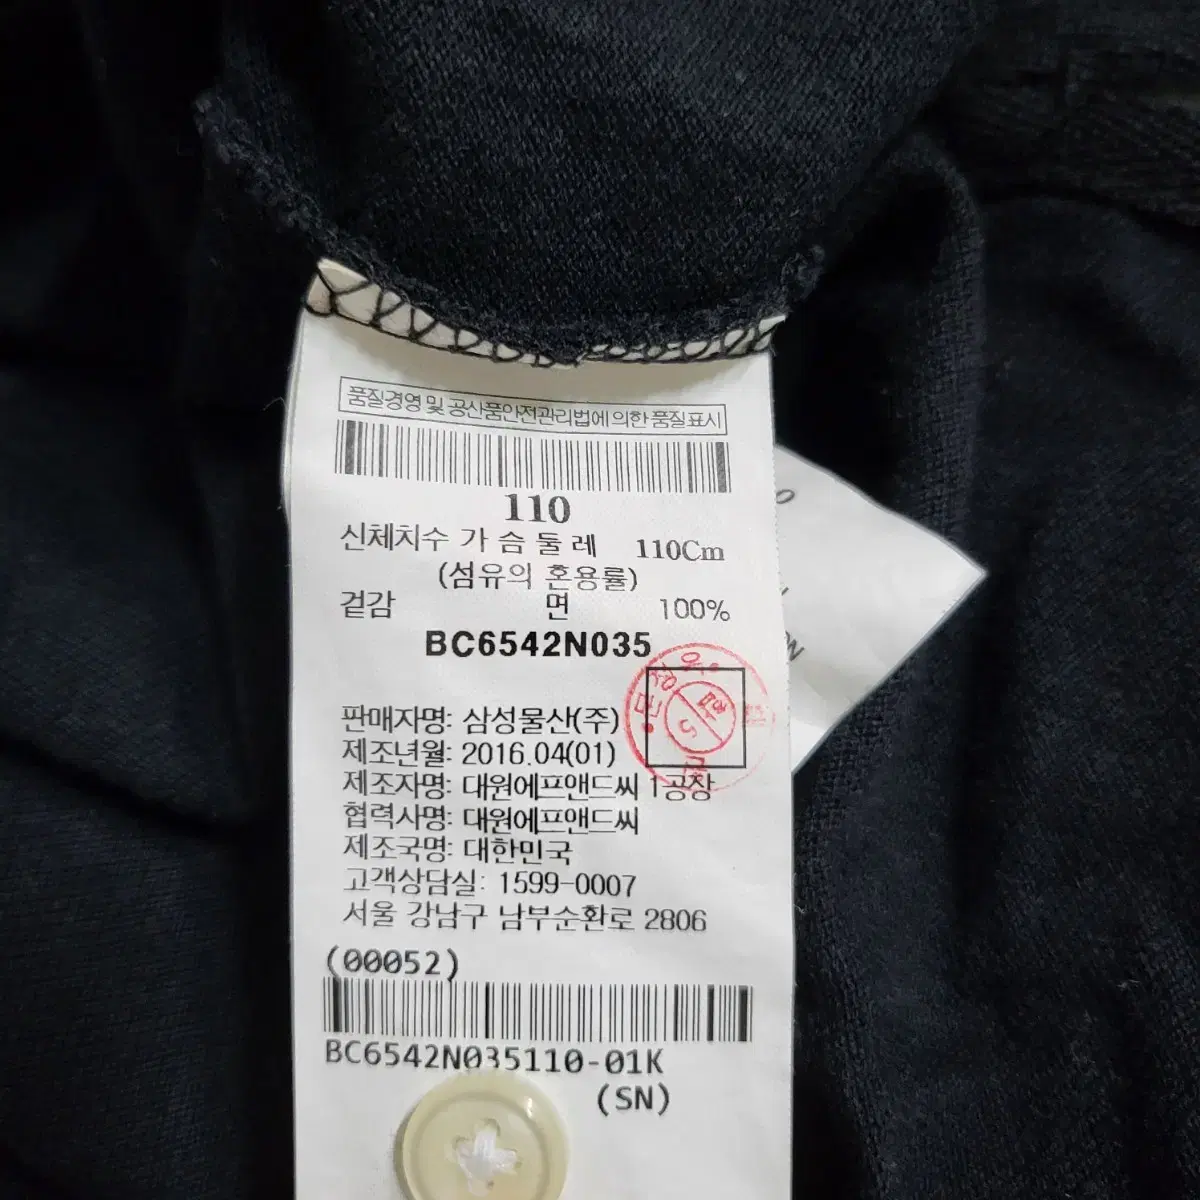 품질경영 및 공산품안전관리법에 의한 품질표시
110
신체치수 가 슴 둘 레 110Cm
(섬유의 혼용률)
겉감 면 100%
BC6542N035
판매자명: 삼성물산(주)
제조년월: 2016.04(01)
제조자명: 대원에프앤드씨 1공장
협력사명: 대원에프앤드씨
제조국명: 대한민국
고객상담실: 1599-0007
서울 강남구 남부순환로 2806
(00052)
BC6542N035110-01K
(SN)